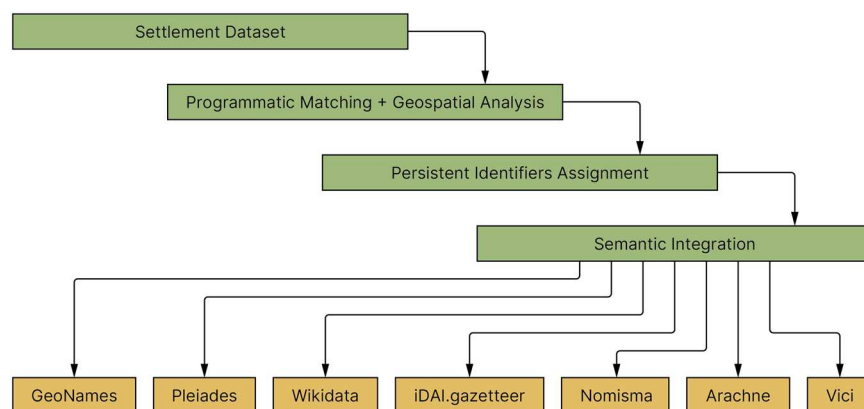 Settlement Dataset
Programmatic Matching + Geospatial Analysis
Persistent Identifiers Assignment
Semantic Integration
GeoNames
Pleiades
Wikidata
iDAI.gazetteer
Nomisma
Arachne
Vici